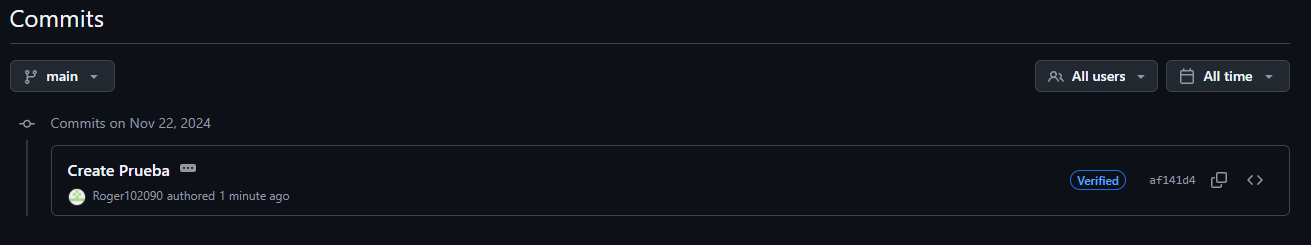 Commits
main
All users
All time
Commits on Nov 22, 2024
Create Prueba
Verified
af141d4
Roger102090 authored 1 minute ago